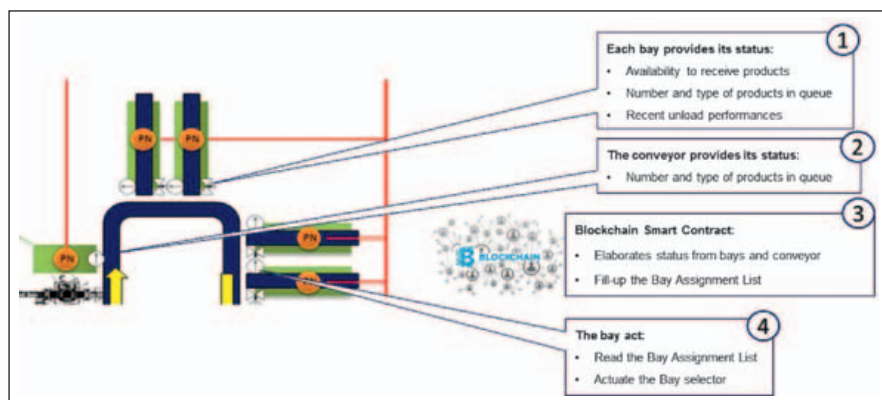 1
Each bay provides its status:
• Availability to receive products
• Number and type of products in queue
• Recent unload performances
2
The conveyor provides its status:
• Number and type of products in queue
3
Blockchain Smart Contract:
• Elaborates status from bays and conveyor
• Fill-up the Bay Assignment List
4
The bay act:
• Read the Bay Assignment List
• Actuate the Bay selector
PN
PN
PN
PN
PN
BLOCKCHAIN